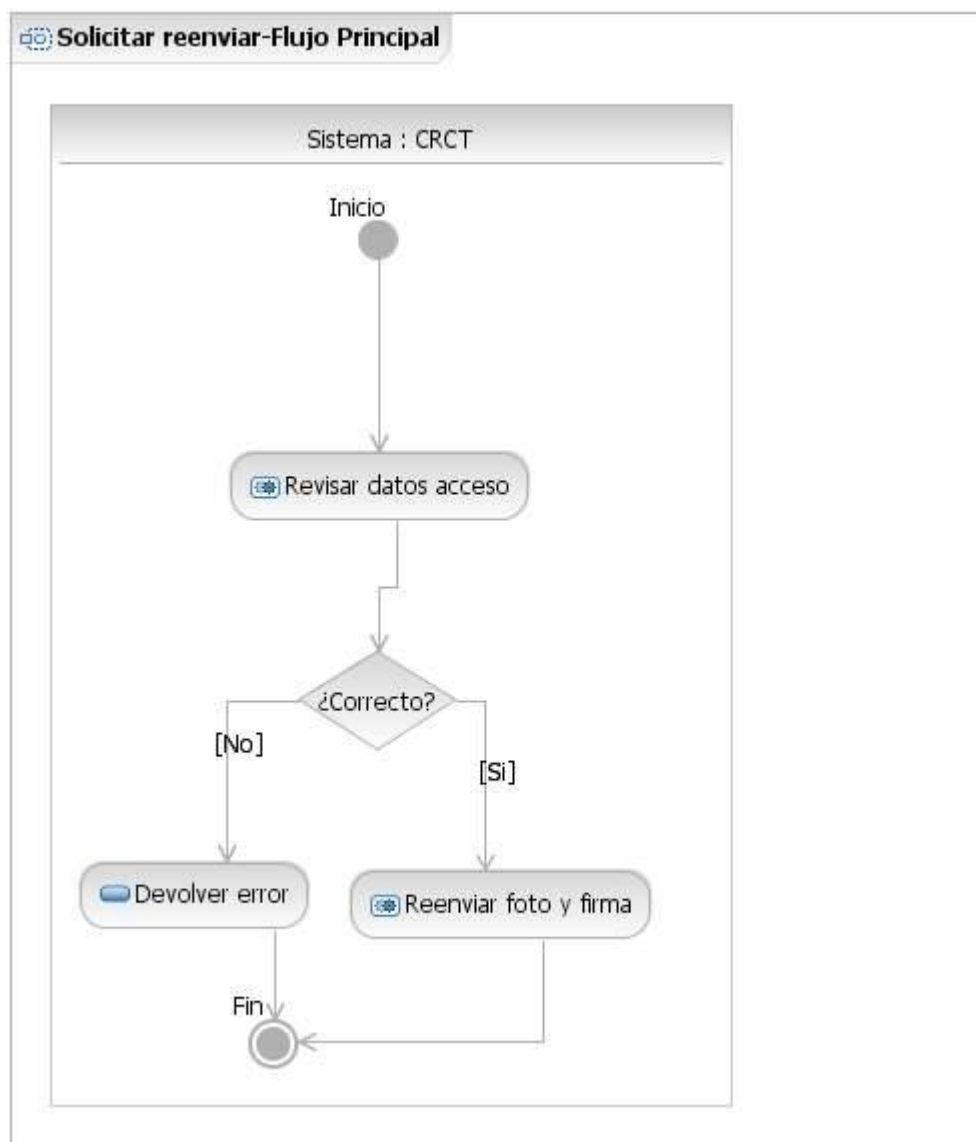 Solicitar reenviar-Flujo Principal
Sistema : CRCT
Inicio
Revisar datos acceso
¿Correcto?
[No]
[Si]
Devolver error
Reenviar foto y firma
Fin